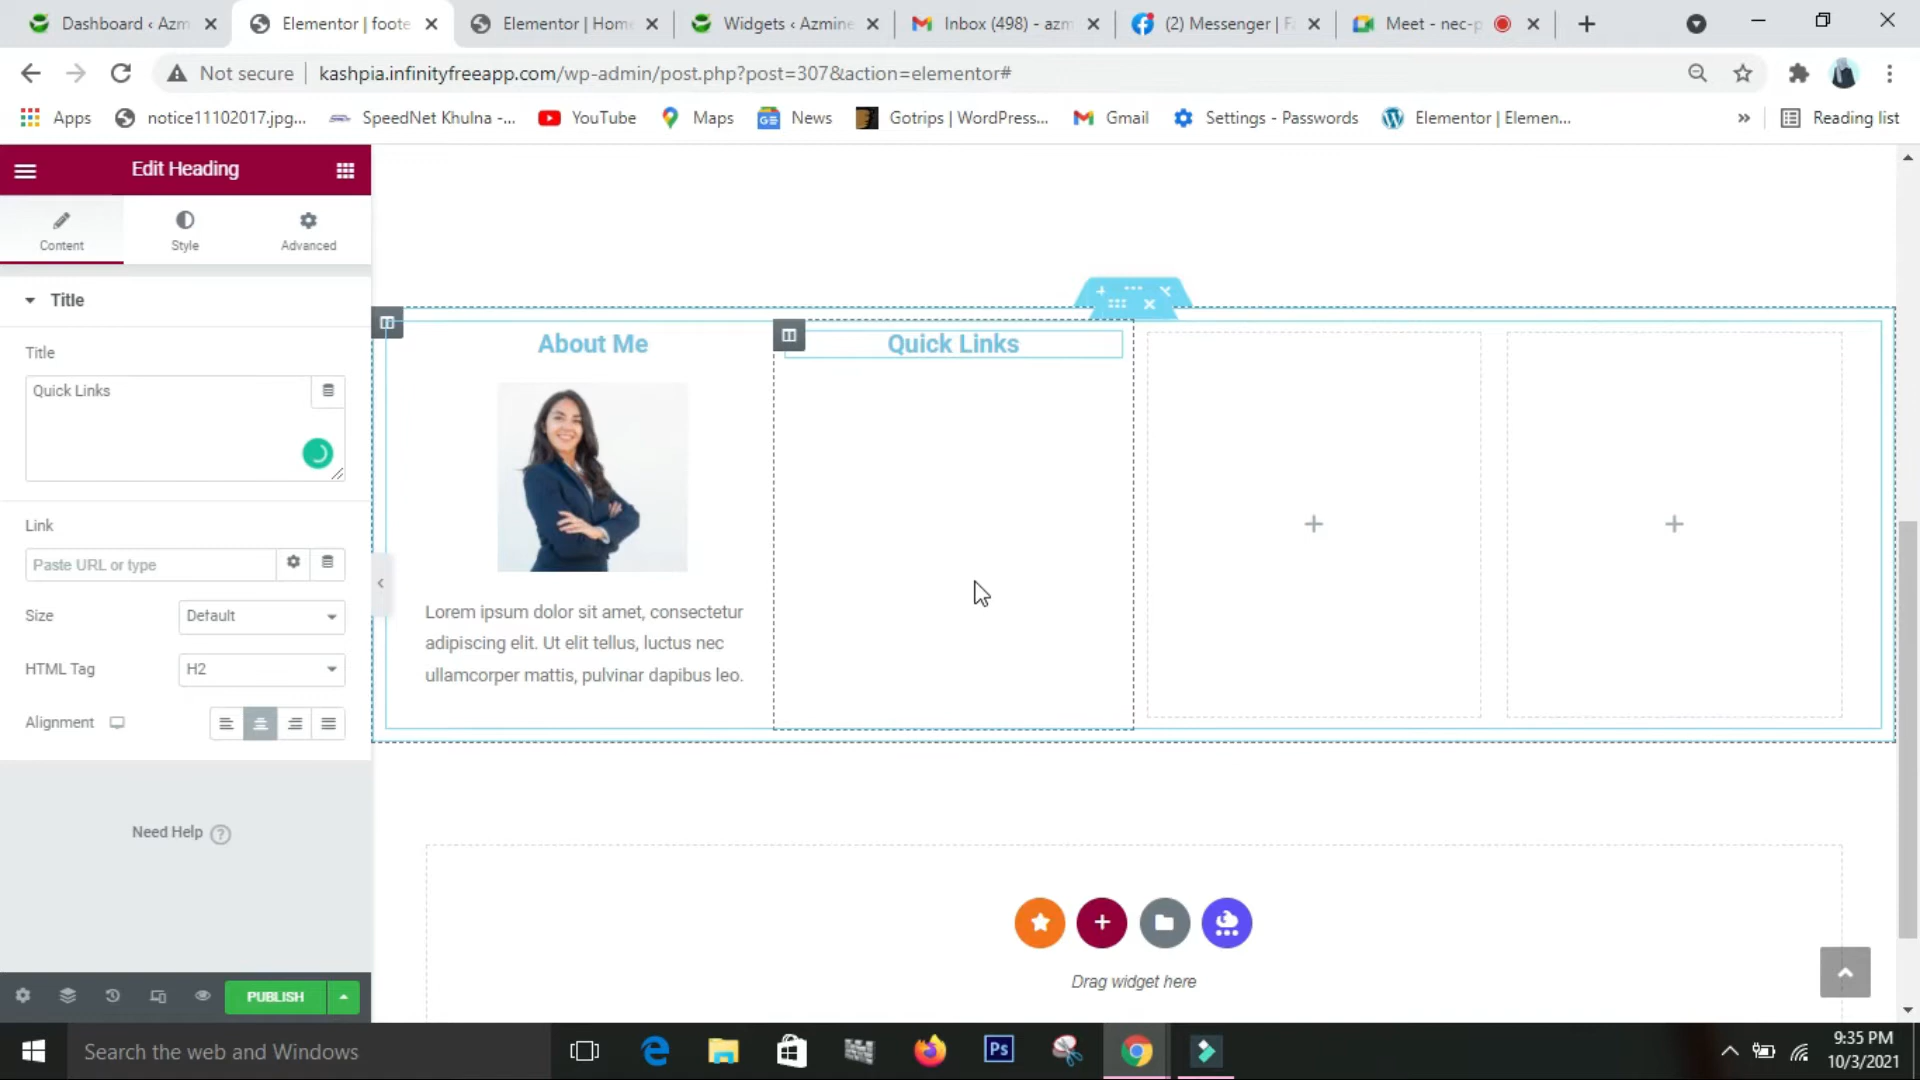 Dashboard ‹ Azm
Elementor | foote
Elementor | Hom
Widgets ‹ Azmine
Inbox (498) - azm
(2) Messenger | F
Meet - nec-p
Not secure
kashpia.infinityfreeapp.com/wp-admin/post.php?post=307&action=elementor#
Apps
notice11102017.jpg...
SpeedNet Khulna -...
YouTube
Maps
News
Gotrips | WordPress...
Gmail
Settings - Passwords
Elementor | Elemen...
»
Reading list
Edit Heading
Content
Style
Advanced
Title
Title
Quick Links
Link
Paste URL or type
Size
Default
HTML Tag
H2
Alignment
Need Help
PUBLISH
About Me
Quick Links
Lorem ipsum dolor sit amet, consectetur
adipiscing elit. Ut elit tellus, luctus nec
ullamcorper mattis, pulvinar dapibus leo.
Drag widget here
Search the web and Windows
Ps
9:35 PM
10/3/2021